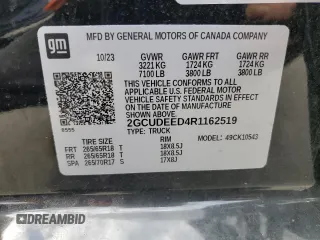 gm
MFD BY GENERAL MOTORS OF CANADA COMPANY
10/23 GVWR GAWR FRT GAWR RR
3221 KG 1724 KG 1724 KG
7100 LB 3800 LB 3800 LB
THIS VEHICLE CONFORMS TO ALL
APPLICABLE U.S. FEDERAL MOTOR
VEHICLE SAFETY STANDARDS IN
EFFECT ON THE DATE OF
MANUFACTURE SHOWN ABOVE.
2GCUDEED4R1162519
TYPE: TRUCK
MODEL: 49CK10543
TIRE SIZE RIM
FRT 265/65R18 T 18X8.5J
RR 265/65R18 T 18X8.5J
SPA 265/70R17 S 17X8J